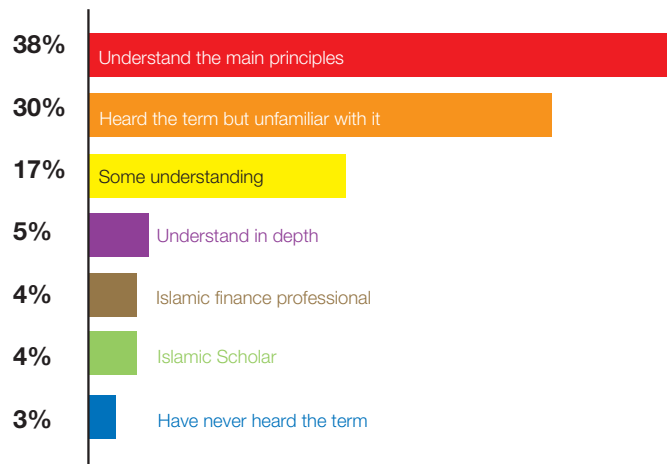 38% Understand the main principles
30% Heard the term but unfamiliar with it
17% Some understanding
5% Understand in depth
4% Islamic finance professional
4% Islamic Scholar
3% Have never heard the term